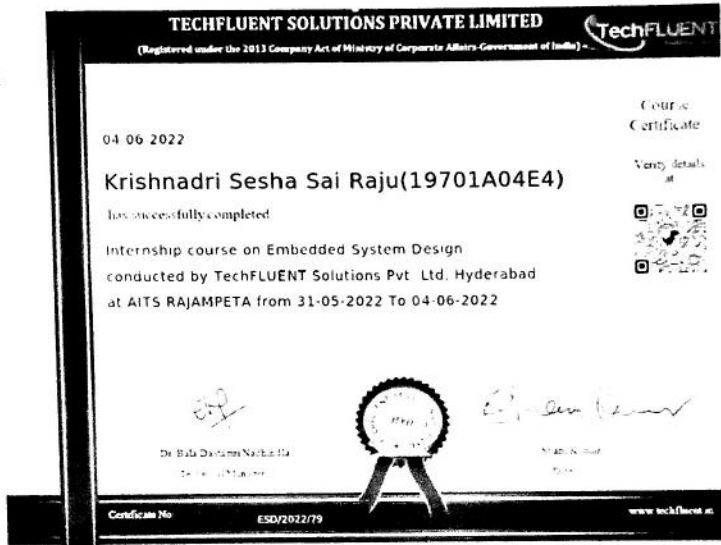 TECHFLUENT SOLUTIONS PRIVATE LIMITED
(Registered under the 2013 Company Act of Ministry of Corporate Affairs-Government of India)
TechFLUENT
Course
Certificate
04 06 2022
Verify details
at
Krishnadri Sesha Sai Raju(19701A04E4)
has successfully completed
Internship course on Embedded System Design
conducted by TechFLUENT Solutions Pvt Ltd, Hyderabad
at AITS RAJAMPETA from 31-05-2022 To 04-06-2022
Dr Bala
Kumar
Certificate No
ESD/2022/79
www techfluent in